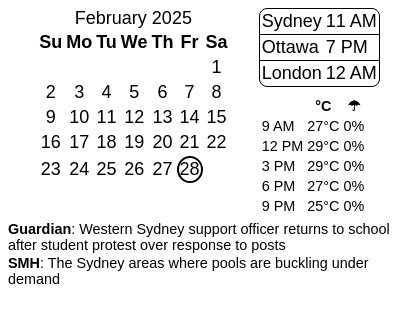 February 2025
Su Mo Tu We Th Fr Sa
1
2 3 4 5 6 7 8
9 10 11 12 13 14 15
16 17 18 19 20 21 22
23 24 25 26 27 28
Sydney 11 AM
Ottawa 7 PM
London 12 AM
°C ☂
9 AM 27°C 0%
12 PM 29°C 0%
3 PM 29°C 0%
6 PM 27°C 0%
9 PM 25°C 0%
Guardian: Western Sydney support officer returns to school
after student protest over response to posts
SMH: The Sydney areas where pools are buckling under
demand